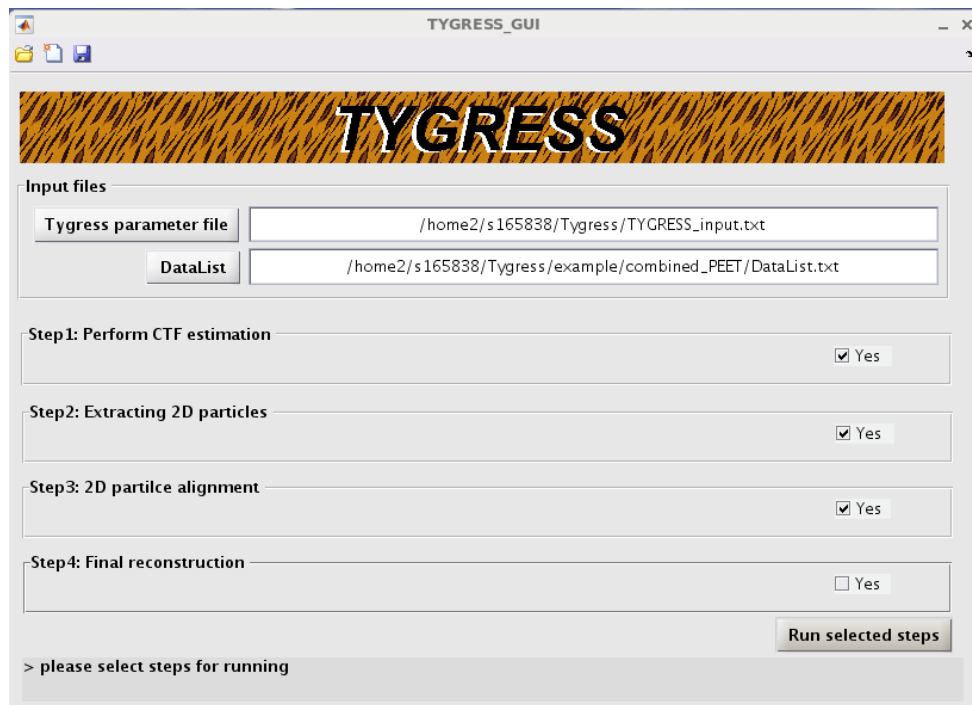 TYGRESS_GUI
TYGRESS
Input files
Tygress parameter file
/home2/s165838/Tygress/TYGRESS_input.txt
DataList
/home2/s165838/Tygress/example/combined_PEET/DataList.txt
Step1: Perform CTF estimation
Yes
Step2: Extracting 2D particles
Yes
Step3: 2D partilce alignment
Yes
Step4: Final reconstruction
Yes
Run selected steps
> please select steps for running